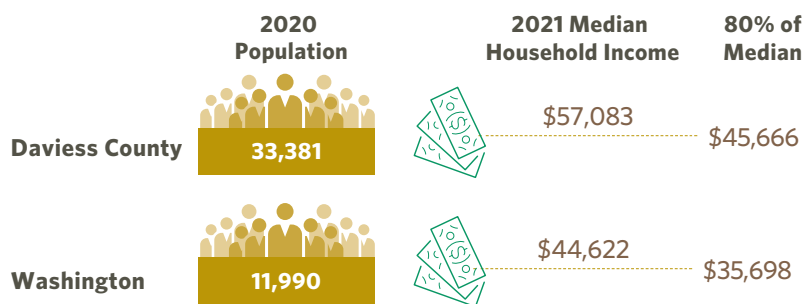 2020 Population
2021 Median Household Income
80% of Median
Daviess County
33,381
$57,083
$45,666
Washington
11,990
$44,622
$35,698